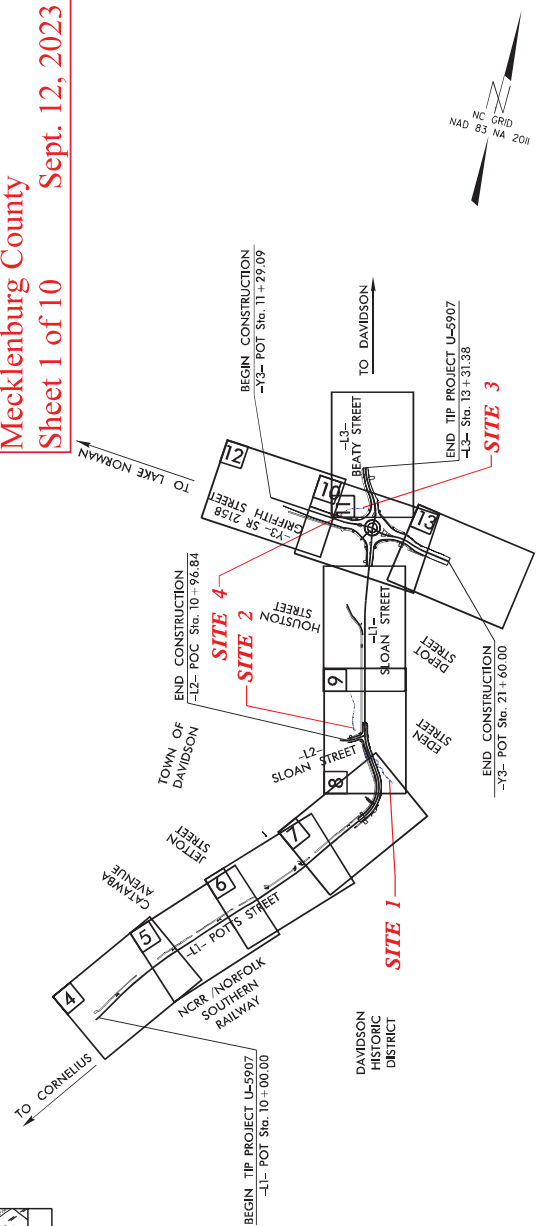 Mecklenburg County
Sheet 1 of 10 Sept. 12, 2023
NC GRID
NAD 83 NA 2011
TO LAKE NORMAN
BEGIN CONSTRUCTION
-Y3- POT Sta. 11+29.09
TO DAVIDSON
END TIP PROJECT U-5907
-L3- Sta. 13+31.38
SITE 3
12
-Y3- SR 2158
GRIFFITH STREET
10
-L3-
BEATY STREET
13
END CONSTRUCTION
-L2- POC Sta. 10+96.84
SITE 4
SITE 2
HOUSTON
STREET
-L1-
SLOAN STREET
DEPOT
STREET
9
END CONSTRUCTION
-Y3- POT Sta. 21+60.00
TOWN OF
DAVIDSON
-L2-
SLOAN STREET
EDEN
STREET
8
JETTON
STREET
7
CATAWBA
AVENUE
6
-L1- POTTS STREET
SITE 1
5
4
NCRR /NORFOLK
SOUTHERN
RAILWAY
DAVIDSON
HISTORIC
DISTRICT
TO CORNELIUS
BEGIN TIP PROJECT U-5907
-L1- POT Sta. 10+00.00